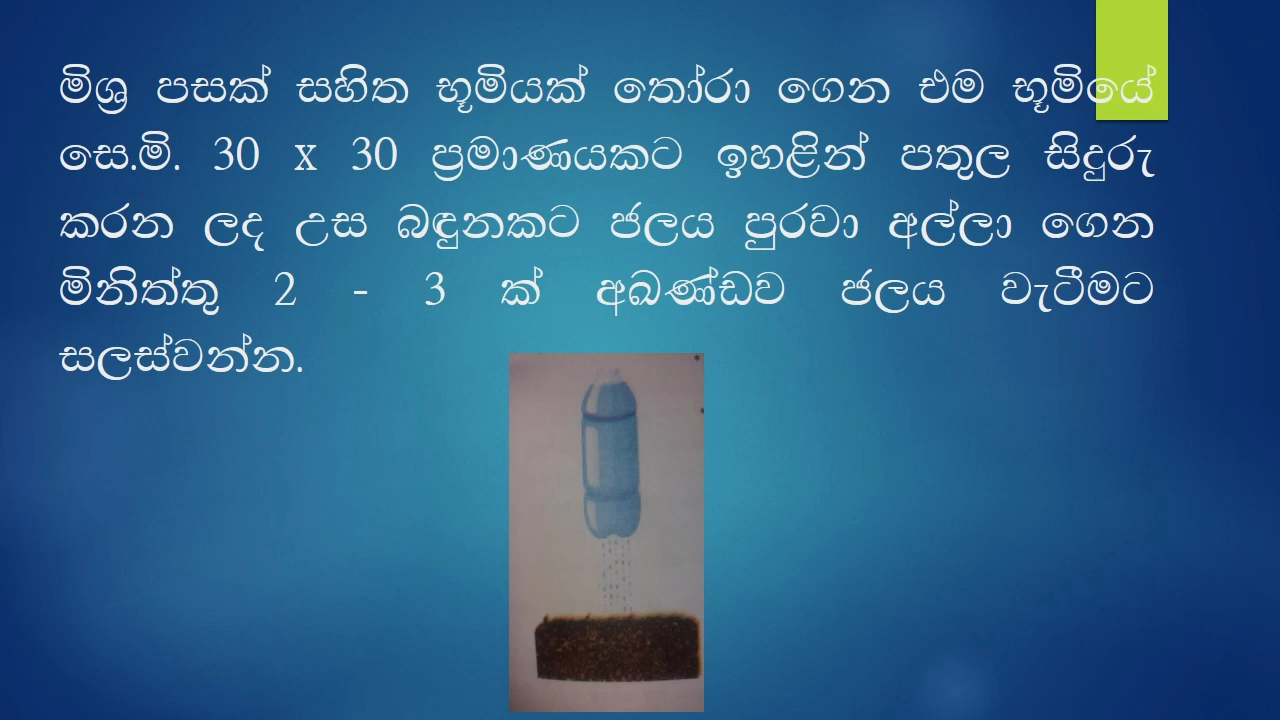 මිශ්‍ර පසක් සහිත භූමියක් තෝරා ගෙන එම භූමියේ
සෙ.මි. 30 x 30 ප්‍රමාණයකට ඉහළින් පතුල සිදුරු
කරන ලද උස බඳුනකට ජලය පුරවා අල්ලා ගෙන
මිනිත්තු 2 - 3 ක් අඛණ්ඩව ජලය වැටීමට
සලස්වන්න.